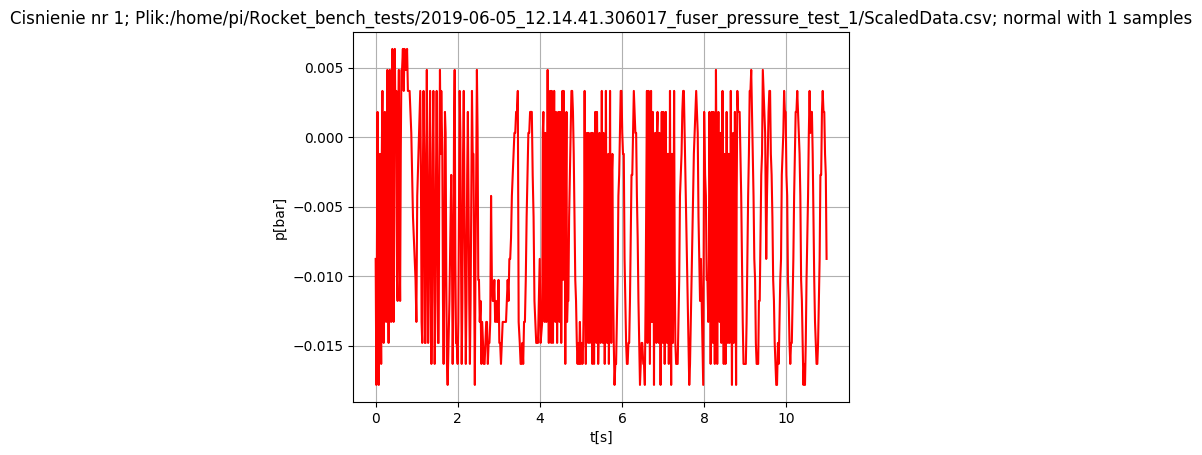 Cisnienie nr 1; Plik:/home/pi/Rocket_bench_tests/2019-06-05_12.14.41.306017_fuser_pressure_test_1/ScaledData.csv; normal with 1 samples
0.005
0.000
−0.005
−0.010
−0.015
p[bar]
0 2 4 6 8 10
t[s]